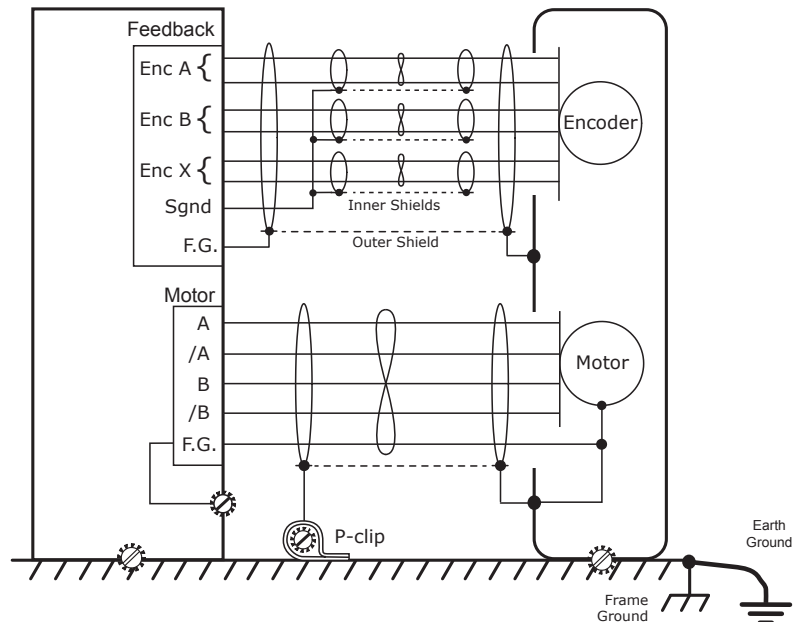 Feedback
Enc A {
Enc B {
Enc X {
Sgnd
F.G.
Encoder
Inner Shields
Outer Shield
Motor
A
/A
B
/B
F.G.
Motor
P-clip
Earth
Ground
Frame
Ground